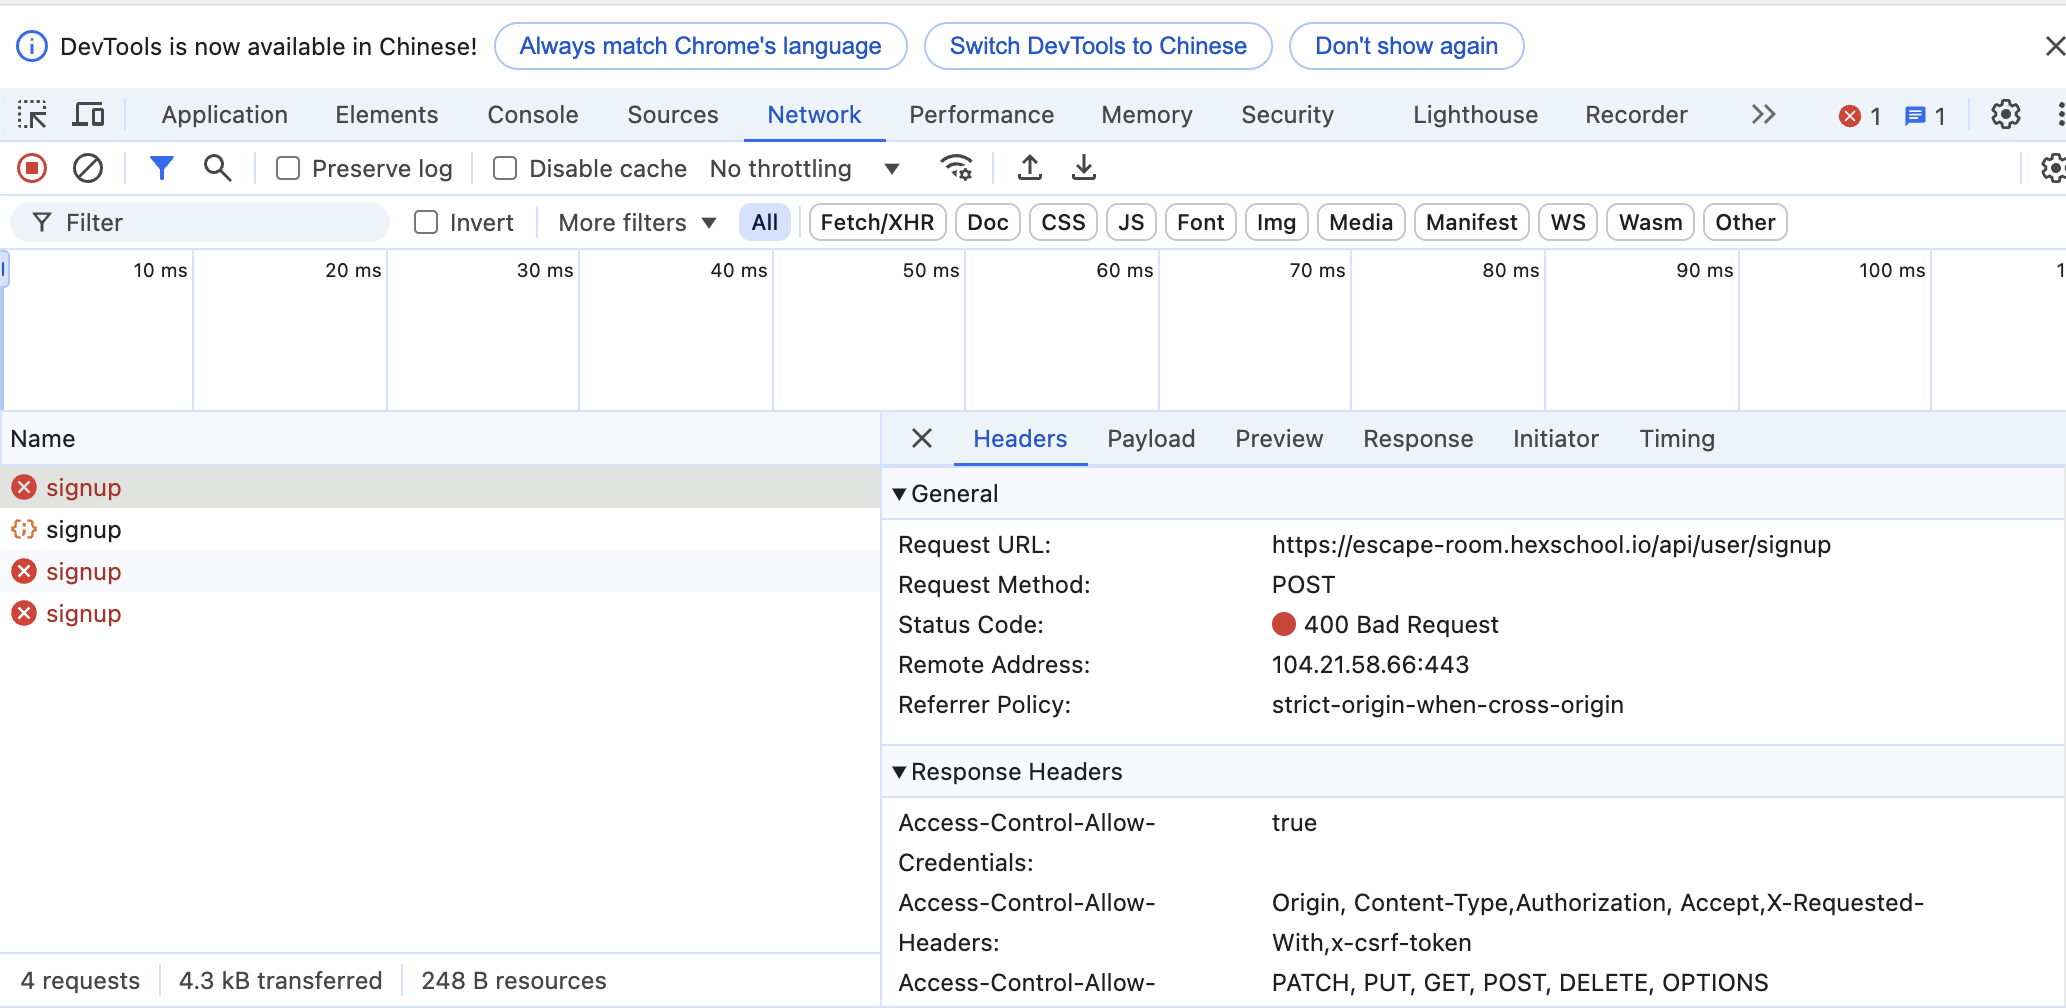 DevTools is now available in Chinese! Always match Chrome's language Switch DevTools to Chinese Don't show again
Application Elements Console Sources Network Performance Memory Security Lighthouse Recorder 1 1
Preserve log Disable cache No throttling
Filter Invert More filters All Fetch/XHR Doc CSS JS Font Img Media Manifest WS Wasm Other
10 ms 20 ms 30 ms 40 ms 50 ms 60 ms 70 ms 80 ms 90 ms 100 ms
Name
signup
signup
signup
signup
4 requests 4.3 kB transferred 248 B resources
Headers Payload Preview Response Initiator Timing
General
Request URL: https://escape-room.hexschool.io/api/user/signup
Request Method: POST
Status Code: 400 Bad Request
Remote Address: 104.21.58.66:443
Referrer Policy: strict-origin-when-cross-origin
Response Headers
Access-Control-Allow- true
Credentials:
Access-Control-Allow- Origin, Content-Type,Authorization, Accept,X-Requested-
Headers: With,x-csrf-token
Access-Control-Allow- PATCH, PUT, GET, POST, DELETE, OPTIONS